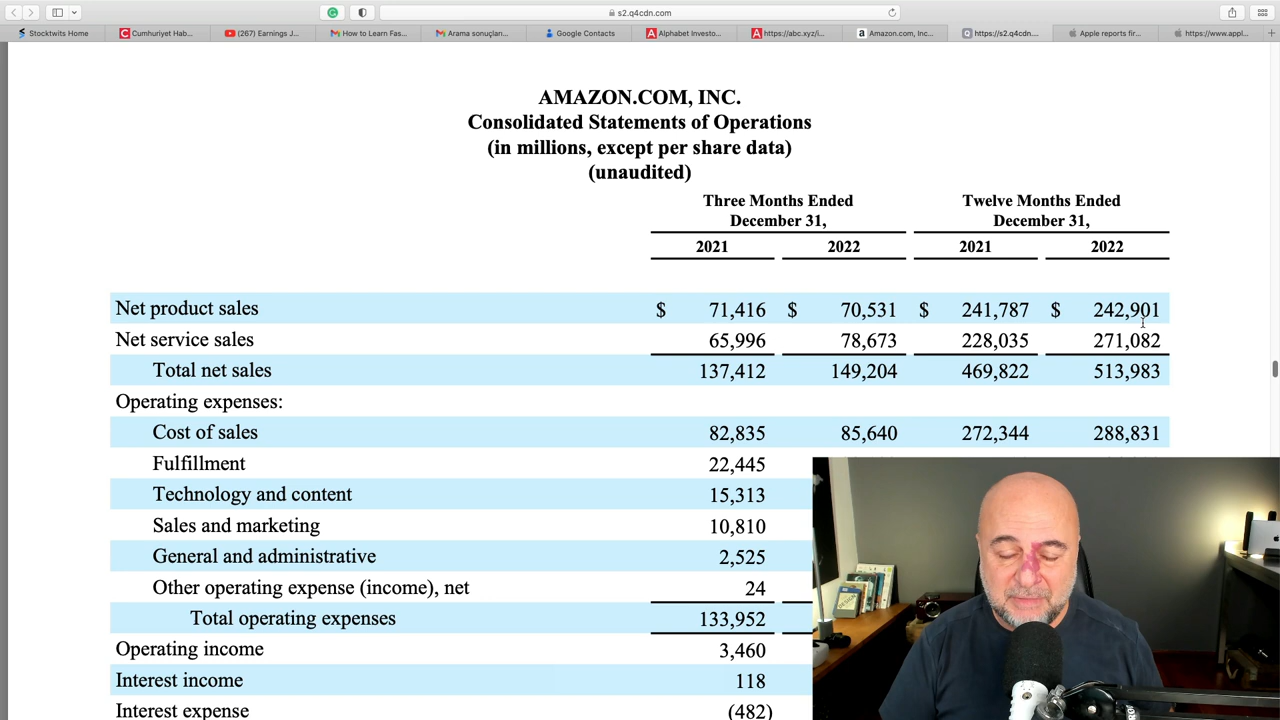 s2.q4cdn.com
Stocktwits Home
Cumhuriyet Hab...
(267) Earnings J...
How to Learn Fas...
Arama sonuçları...
Google Contacts
Alphabet Investo...
https://abc.xyz/i...
Amazon.com, Inc...
https://s2.q4cdn....
Apple reports fir...
https://www.appl...
AMAZON.COM, INC.
Consolidated Statements of Operations
(in millions, except per share data)
(unaudited)
Three Months Ended December 31, Twelve Months Ended December 31,
2021 2022 2021 2022
Net product sales $ 71,416 $ 70,531 $ 241,787 $ 242,901
Net service sales 65,996 78,673 228,035 271,082
Total net sales 137,412 149,204 469,822 513,983
Operating expenses:
Cost of sales 82,835 85,640 272,344 288,831
Fulfillment 22,445
Technology and content 15,313
Sales and marketing 10,810
General and administrative 2,525
Other operating expense (income), net 24
Total operating expenses 133,952
Operating income 3,460
Interest income 118
Interest expense (482)